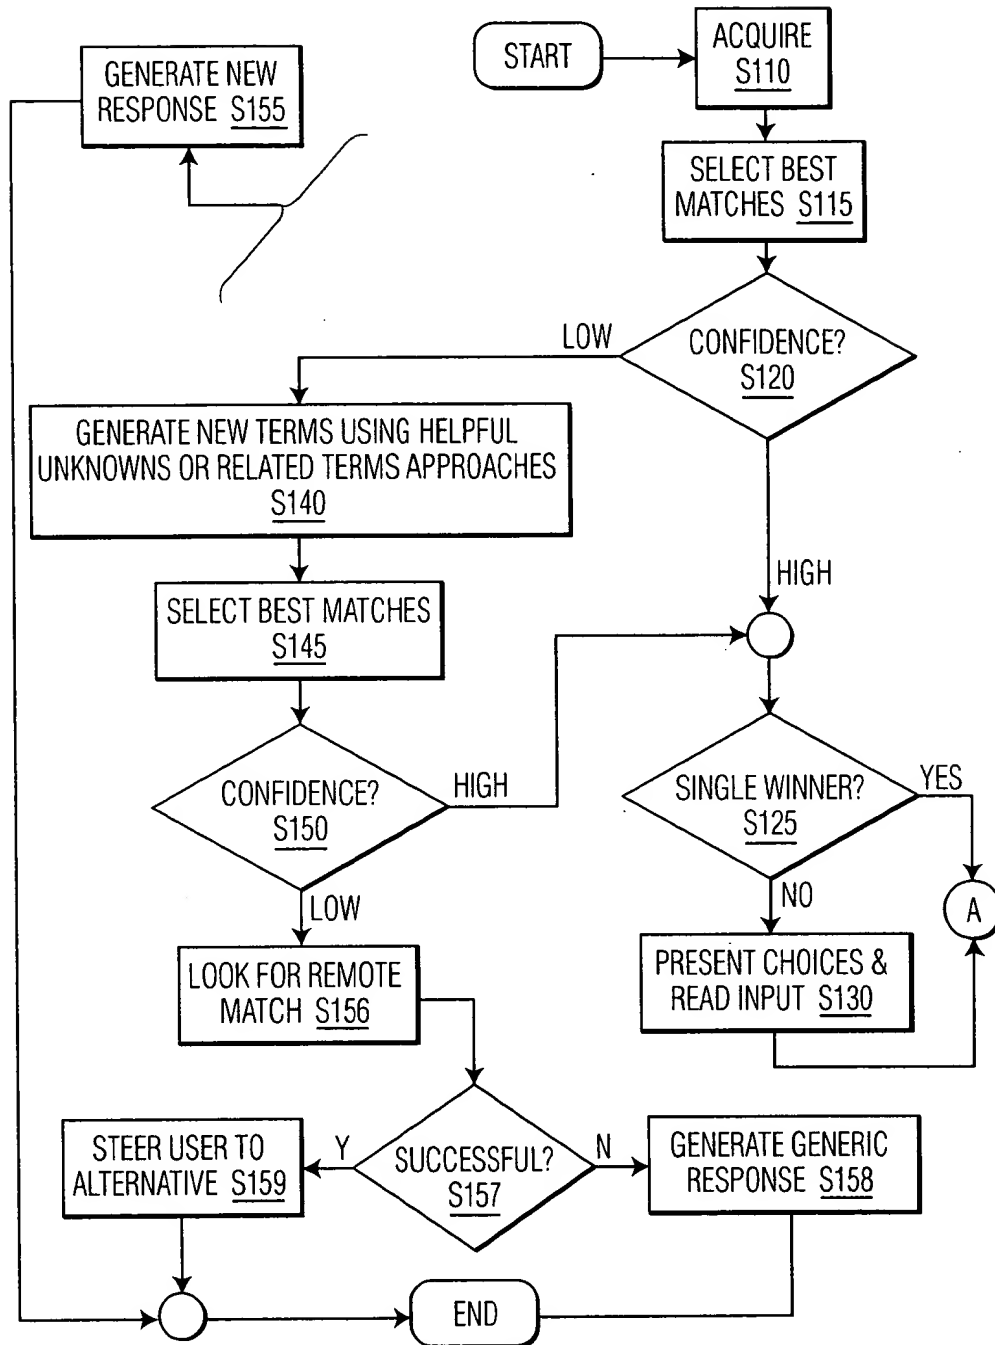 START
ACQUIRE
S110
GENERATE NEW
RESPONSE S155
SELECT BEST
MATCHES S115
CONFIDENCE?
S120
LOW
HIGH
GENERATE NEW TERMS USING HELPFUL
UNKNOWNS OR RELATED TERMS APPROACHES
S140
SELECT BEST MATCHES
S145
CONFIDENCE?
S150
HIGH
LOW
SINGLE WINNER?
S125
YES
NO
A
PRESENT CHOICES &
READ INPUT S130
LOOK FOR REMOTE
MATCH S156
SUCCESSFUL?
S157
Y
N
STEER USER TO
ALTERNATIVE S159
GENERATE GENERIC
RESPONSE S158
END